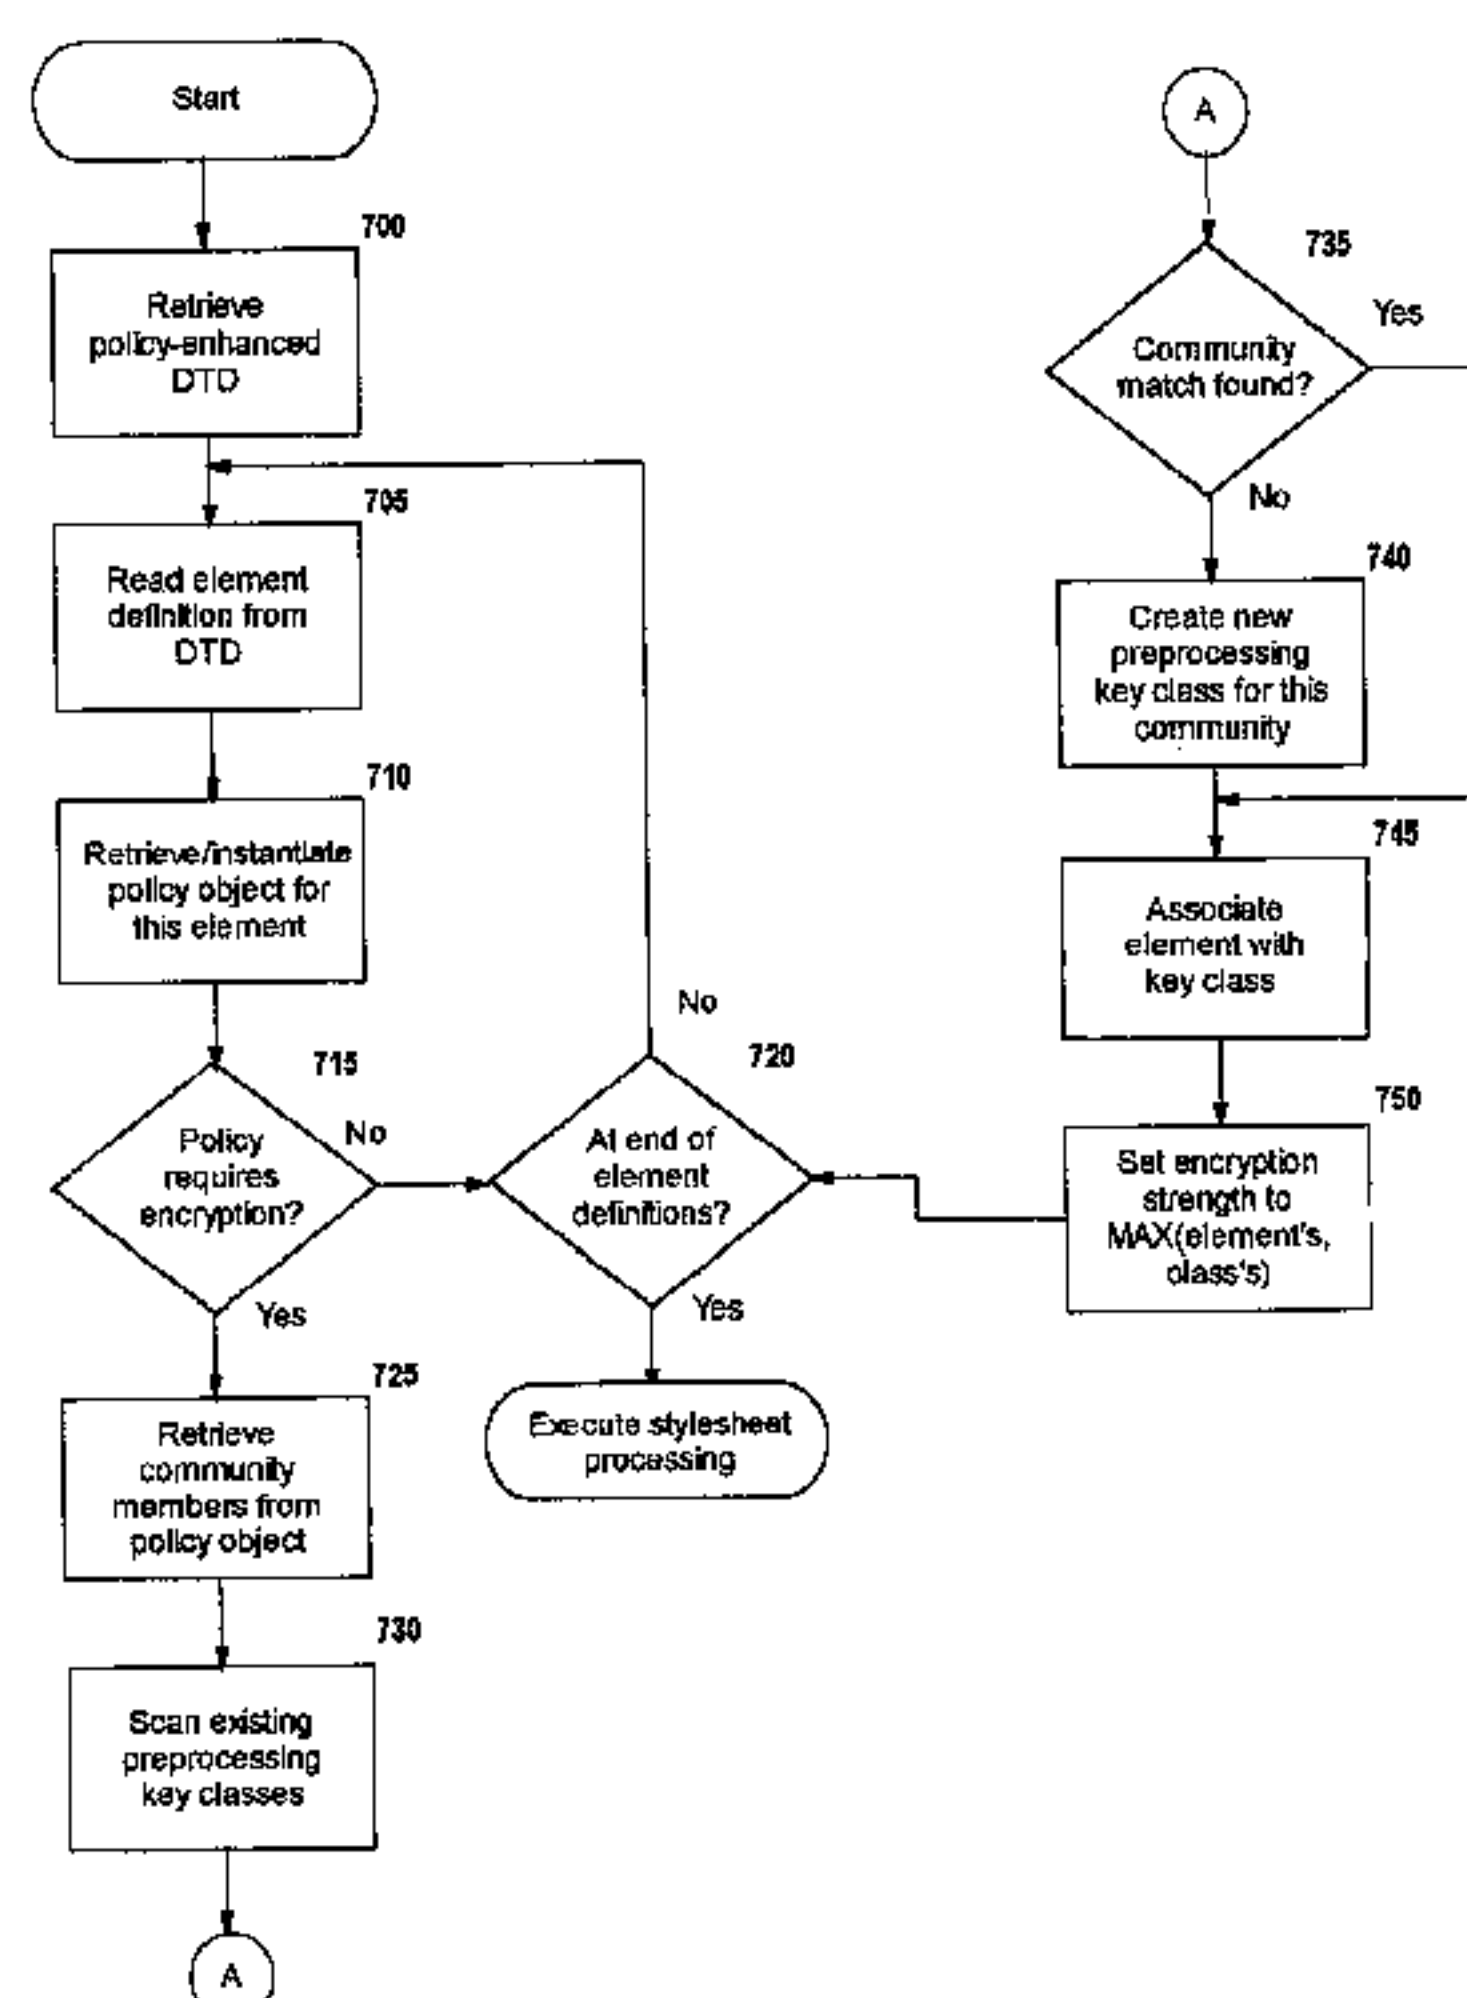 Start
700
Retrieve
policy-enhanced
DTD
705
Read element
definition from
DTD
710
Retrieve/instantiate
policy object for
this element
715
Policy
requires
encryption?
No
Yes
725
Retrieve
community
members from
policy object
730
Scan existing
preprocessing
key classes
A
No
720
At end of
element
definitions?
Yes
Execute stylesheet
processing
A
735
Yes
Community
match found?
No
740
Create new
preprocessing
key class for this
community
745
Associate
element with
key class
750
Set encryption
strength to
MAX(element's,
class's)